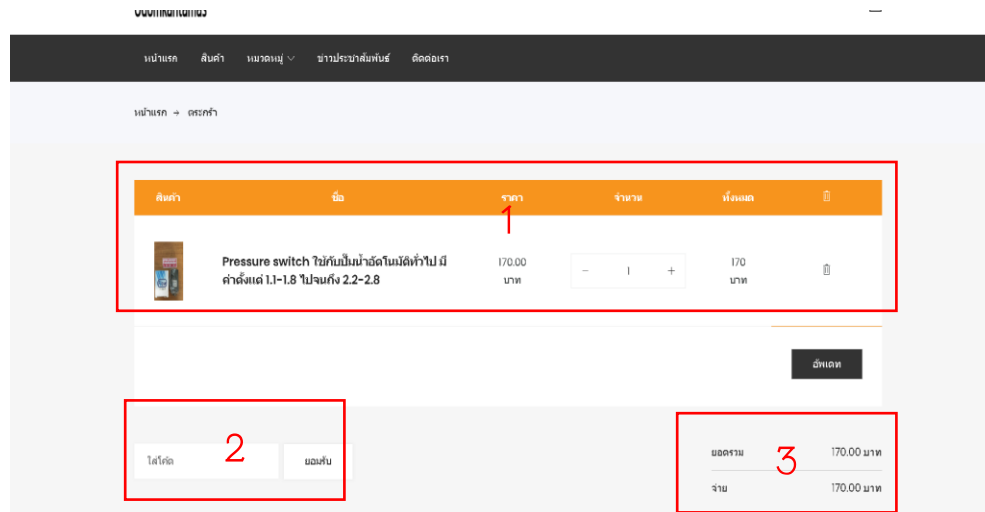 หน้าแรก สินค้า หมวดหมู่ ข่าวประชาสัมพันธ์ ติดต่อเรา
หน้าแรก → ตระกร้า
สินค้า ชื่อ ราคา จำนวน ทั้งหมด
1
Pressure switch ใช้กับปั๊มน้ำอัตโนมัติทั่วไป มี
ค่าตั้งแต่ 1.1-1.8 ไปจนถึง 2.2-2.8
170.00
บาท
- 1 +
170
บาท
อัพเดท
2
ใส่โค้ด ยอมรับ
3
ยอดรวม 170.00 บาท
จ่าย 170.00 บาท